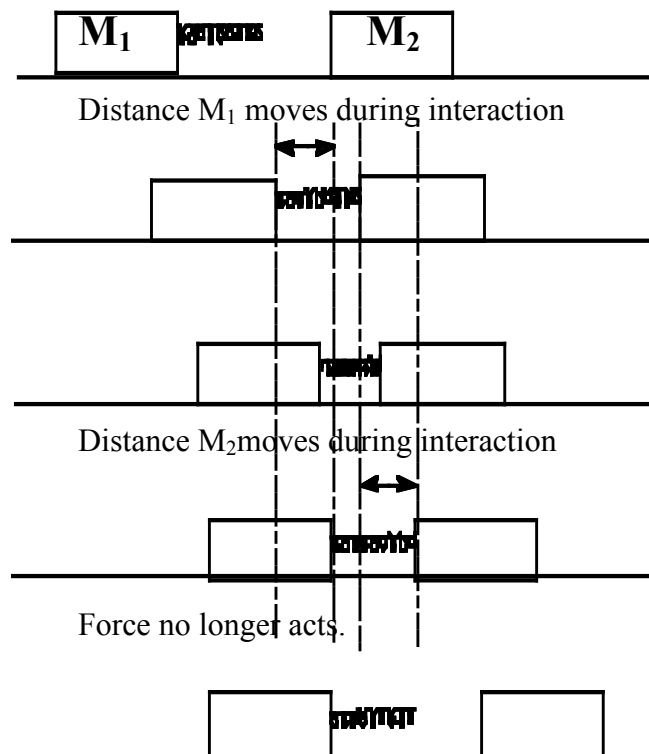 M₁ M₂
Distance M₁ moves during interaction
Distance M₂moves during interaction
Force no longer acts.